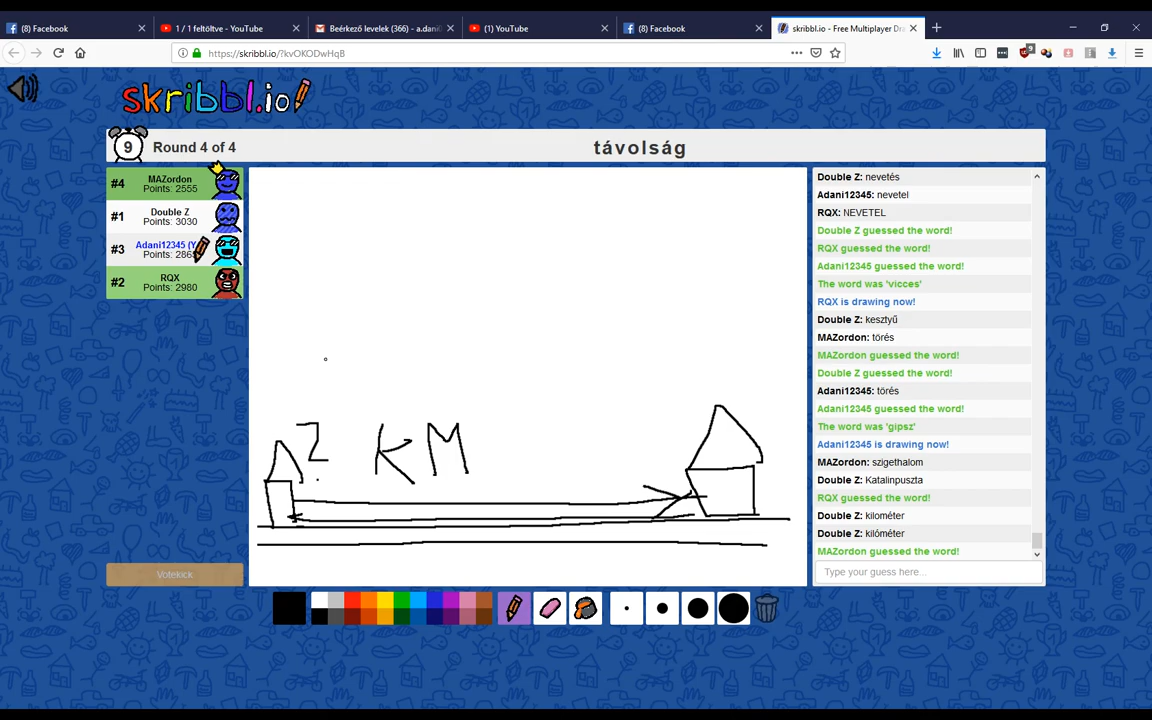 (8) Facebook
1 / 1 feltöltve - YouTube
Beérkező levelek (366) - a.dani
(1) YouTube
(8) Facebook
skribbl.io - Free Multiplayer Dra
https://skribbl.io/?kvOKODwHqB
9
skribbl.io
9 Round 4 of 4
távolság
#4 MAZordon
Points: 2555
#1 Double Z
Points: 3030
#3 Adani12345 (Y
Points: 286
#2 RQX
Points: 2980
Votekick
2 KM
Double Z: nevetés
Adani12345: nevetel
RQX: NEVETEL
Double Z guessed the word!
RQX guessed the word!
Adani12345 guessed the word!
The word was 'vicces'
RQX is drawing now!
Double Z: kesztyű
MAZordon: törés
MAZordon guessed the word!
Double Z guessed the word!
Adani12345: törés
Adani12345 guessed the word!
The word was 'gipsz'
Adani12345 is drawing now!
MAZordon: szigethalom
Double Z: Katalinpuszta
RQX guessed the word!
Double Z: kilométer
Double Z: kilóméter
MAZordon guessed the word!
Type your guess here...